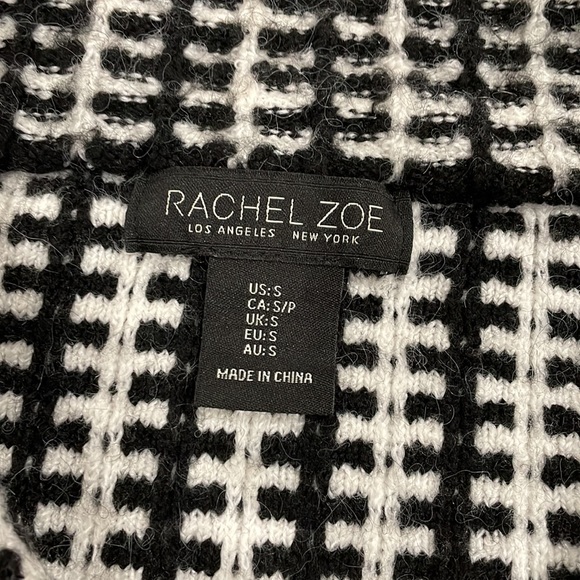 RACHEL ZOE
LOS ANGELES NEW YORK
US: S
CA: S/P
UK: S
EU: S
AU: S
MADE IN CHINA